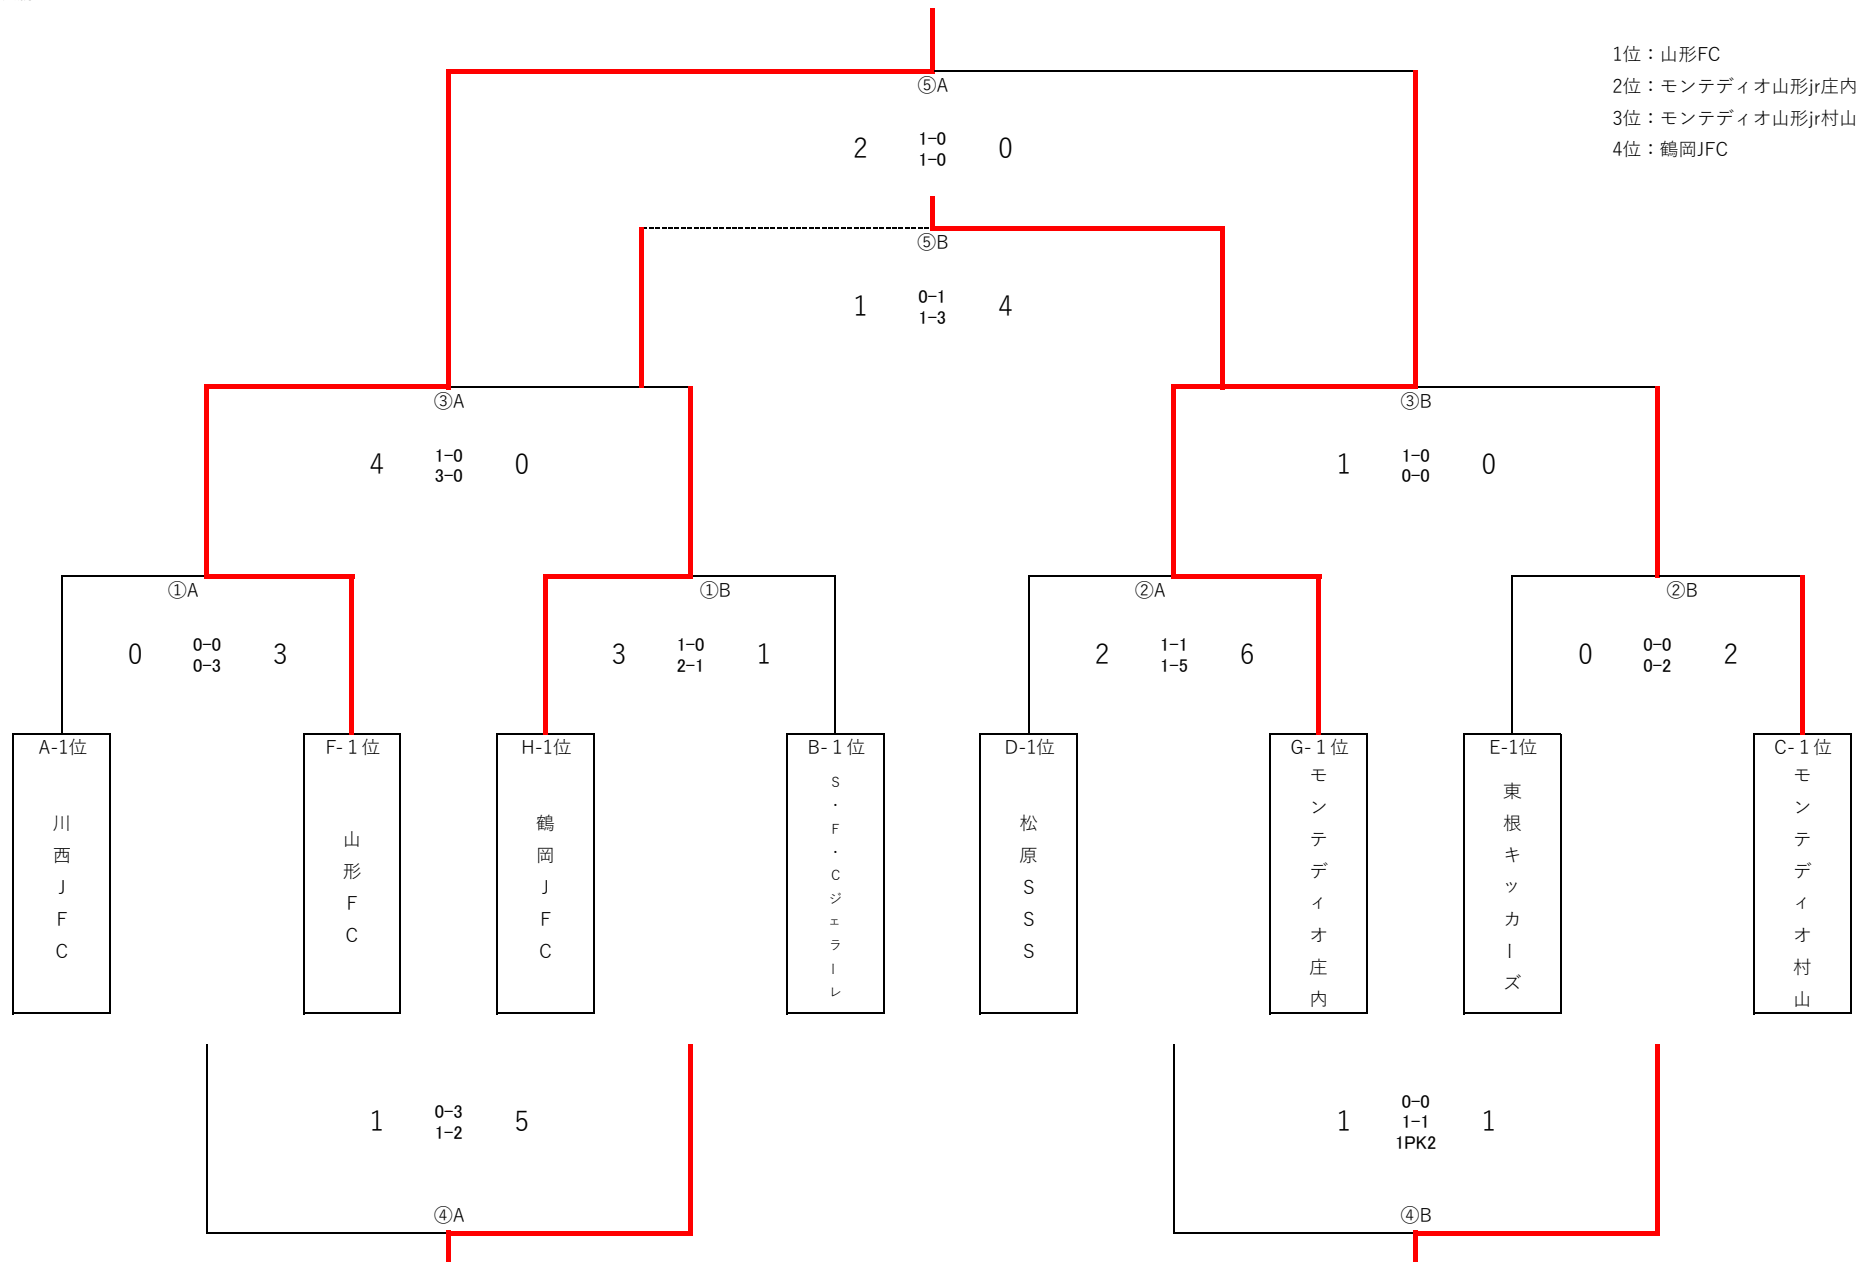 1位：山形FC
2位：モンテディオ山形jr庄内
3位：モンテディオ山形jr村山
4位：鶴岡JFC
⑤A
2 1-0 0
1-0
⑤B
1 0-1 4
1-3
③A
4 1-0 0
3-0
③B
1 1-0 0
0-0
①A
0 0-0 3
0-3
①B
3 1-0 1
2-1
②A
2 1-1 6
1-5
②B
0 0-0 2
0-2
A-1位
川西JFC
F-１位
山形FC
H-1位
鶴岡JFC
B-１位
S・F・Cジェラーレ
D-1位
松原SSS
G-１位
モンテディオ庄内
E-1位
東根キッカーズ
C-１位
モンテディオ村山
1 0-3 5
1-2
④A
1 0-0 1
1-1
1PK2
④B